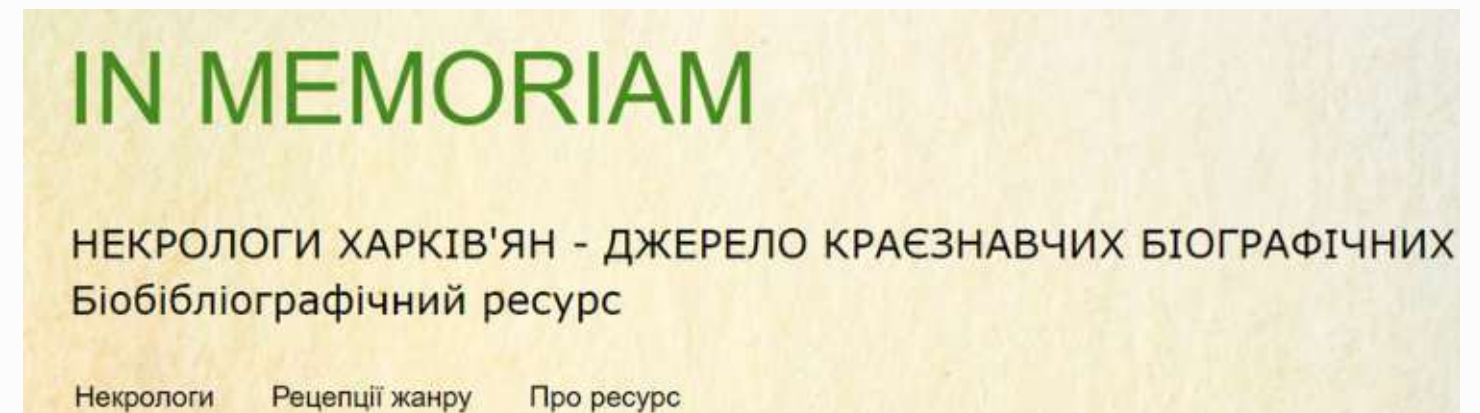 IN MEMORIAM
НЕКРОЛОГИ ХАРКІВ'ЯН - ДЖЕРЕЛО КРАЄЗНАВЧИХ БІОГРАФІЧНИХ
Біобібліографічний ресурс
Некрологи Рецепції жанру Про ресурс